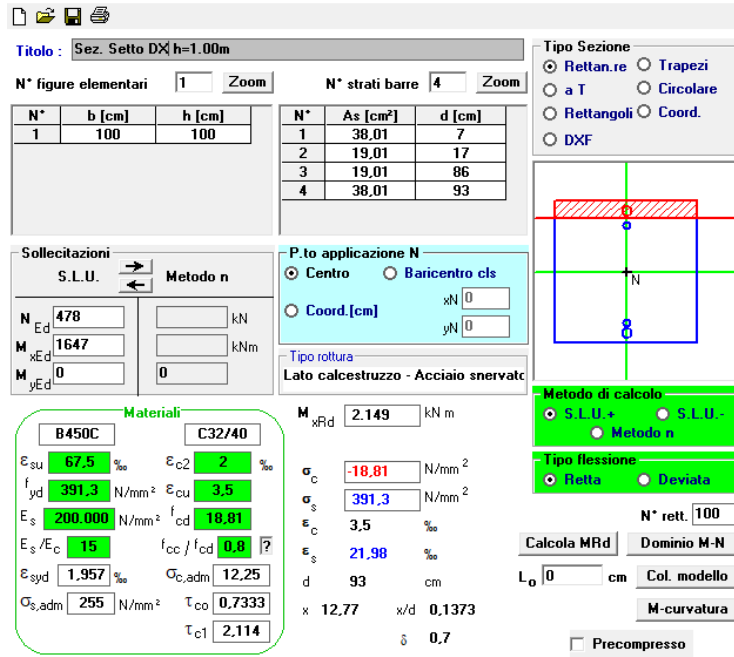 Titolo : Sez. Setto DX h=1.00m
N° figure elementari 1 Zoom N° strati barre 4 Zoom
N° b [cm] h [cm]
1 100 100
N° As [cm²] d [cm]
1 38,01 7
2 19,01 17
3 19,01 86
4 38,01 93
Tipo Sezione
Rettan.re Trapezi
a T Circolare
Rettangoli Coord.
DXF
N
Sollecitazioni
S.L.U. Metodo n
N Ed 478 kN
M xEd 1647 kNm
M yEd 0 0
P.to applicazione N
Centro Baricentro cls
Coord.[cm] xN 0
yN 0
Tipo rottura
Lato calcestruzzo - Acciaio snervato
Metodo di calcolo
S.L.U.+ S.L.U.-
Metodo n
Tipo flessione
Retta Deviata
Materiali
B450C C32/40
εsu 67,5 ‰ εc2 2 ‰
fyd 391,3 N/mm² εcu 3,5
Es 200.000 N/mm² fcd 18,81
Es/Ec 15 fcc / fcd 0,8 ?
εsyd 1,957 ‰ σc,adm 12,25
σs,adm 255 N/mm² τco 0,7333
τc1 2,114
MxRd 2.149 kN m
σc -18,81 N/mm²
σs 391,3 N/mm²
εc 3,5 ‰
εs 21,98 ‰
d 93 cm
x 12,77 x/d 0,1373
δ 0,7
N° rett. 100
Calcola MRd Dominio M-N
Lo 0 cm Col. modello
M-curvatura
Precompresso